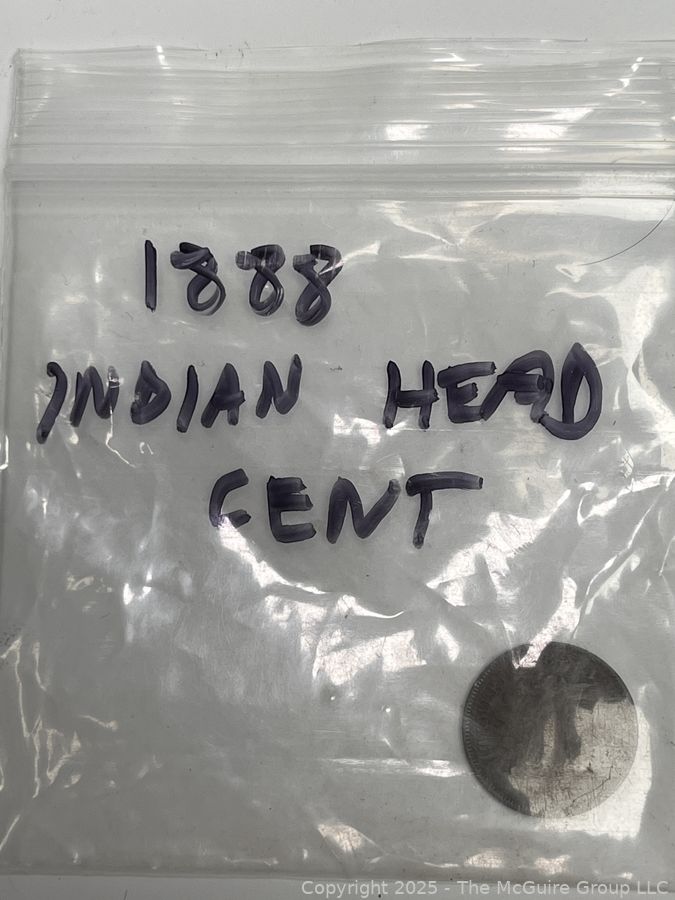 1888
INDIAN HEAD
CENT
Copyright 2025 - The McGuire Group LLC